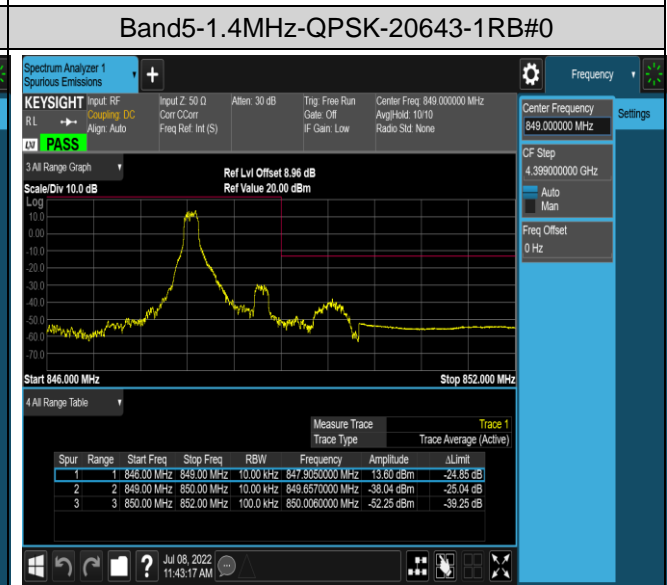 Band5-1.4MHz-QPSK-20643-1RB#0
Spectrum Analyzer 1
Spurious Emissions
+
Frequency
KEYSIGHT
RL
Align: Auto
Input: RF
Coupling: DC
Input Z: 50 Ω
Corr CCorr
Freq Ref: Int (S)
Atten: 30 dB
Trig: Free Run
Gate: Off
IF Gain: Low
Center Freq: 849.000000 MHz
Avg|Hold: 10/10
Radio Std: None
LXI PASS
Center Frequency
849.000000 MHz
Settings
CF Step
4.399000000 GHz
Auto
Man
Freq Offset
0 Hz
3 All Range Graph
Scale/Div 10.0 dB
Ref Lvl Offset 8.96 dB
Ref Value 20.00 dBm
Log
10.0
0.00
-10.0
-20.0
-30.0
-40.0
-50.0
-60.0
-70.0
Start 846.000 MHz
Stop 852.000 MHz
4 All Range Table
Measure Trace Trace 1
Trace Type Trace Average (Active)
Spur Range Start Freq Stop Freq RBW Frequency Amplitude ΔLimit
1 1 846.00 MHz 849.00 MHz 10.00 kHz 847.9050000 MHz 13.60 dBm -24.85 dB
2 2 849.00 MHz 850.00 MHz 10.00 kHz 849.6570000 MHz -38.04 dBm -25.04 dB
3 3 850.00 MHz 852.00 MHz 100.0 kHz 850.0060000 MHz -52.25 dBm -39.25 dB
?
Jul 08, 2022
11:43:17 AM